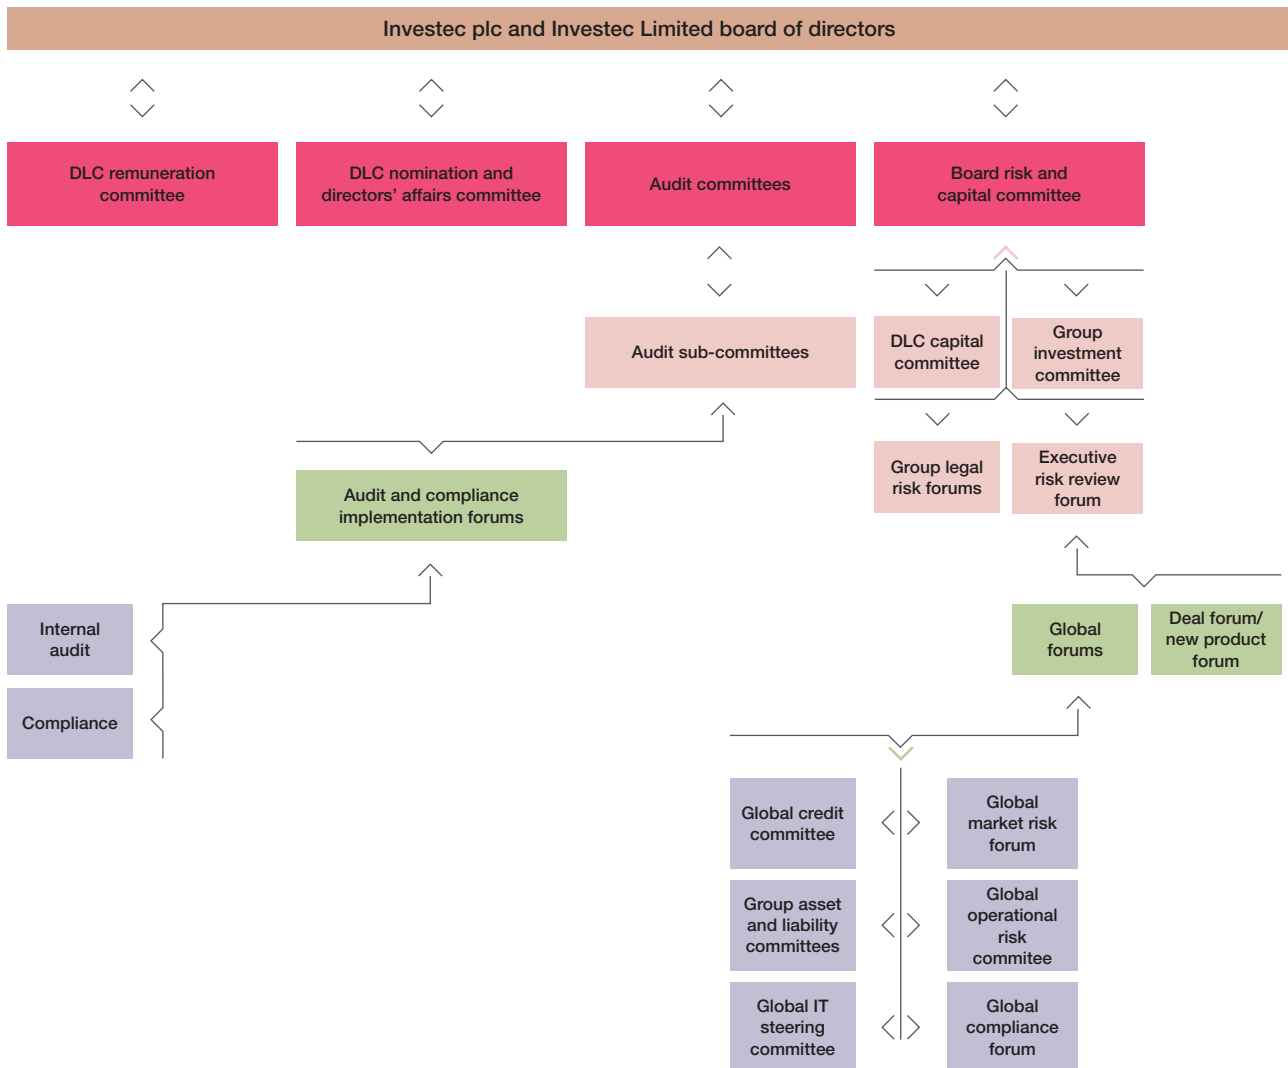 Investec plc and Investec Limited board of directors
DLC remuneration
committee
DLC nomination and
directors’ affairs committee
Audit committees
Board risk and
capital committee
Audit sub-committees
DLC capital
committee
Group
investment
committee
Group legal
risk forums
Executive
risk review
forum
Audit and compliance
implementation forums
Internal
audit
Compliance
Global
forums
Deal forum/
new product
forum
Global credit
committee
Global
market risk
forum
Group asset
and liability
committees
Global
operational
risk
commitee
Global IT
steering
committee
Global
compliance
forum